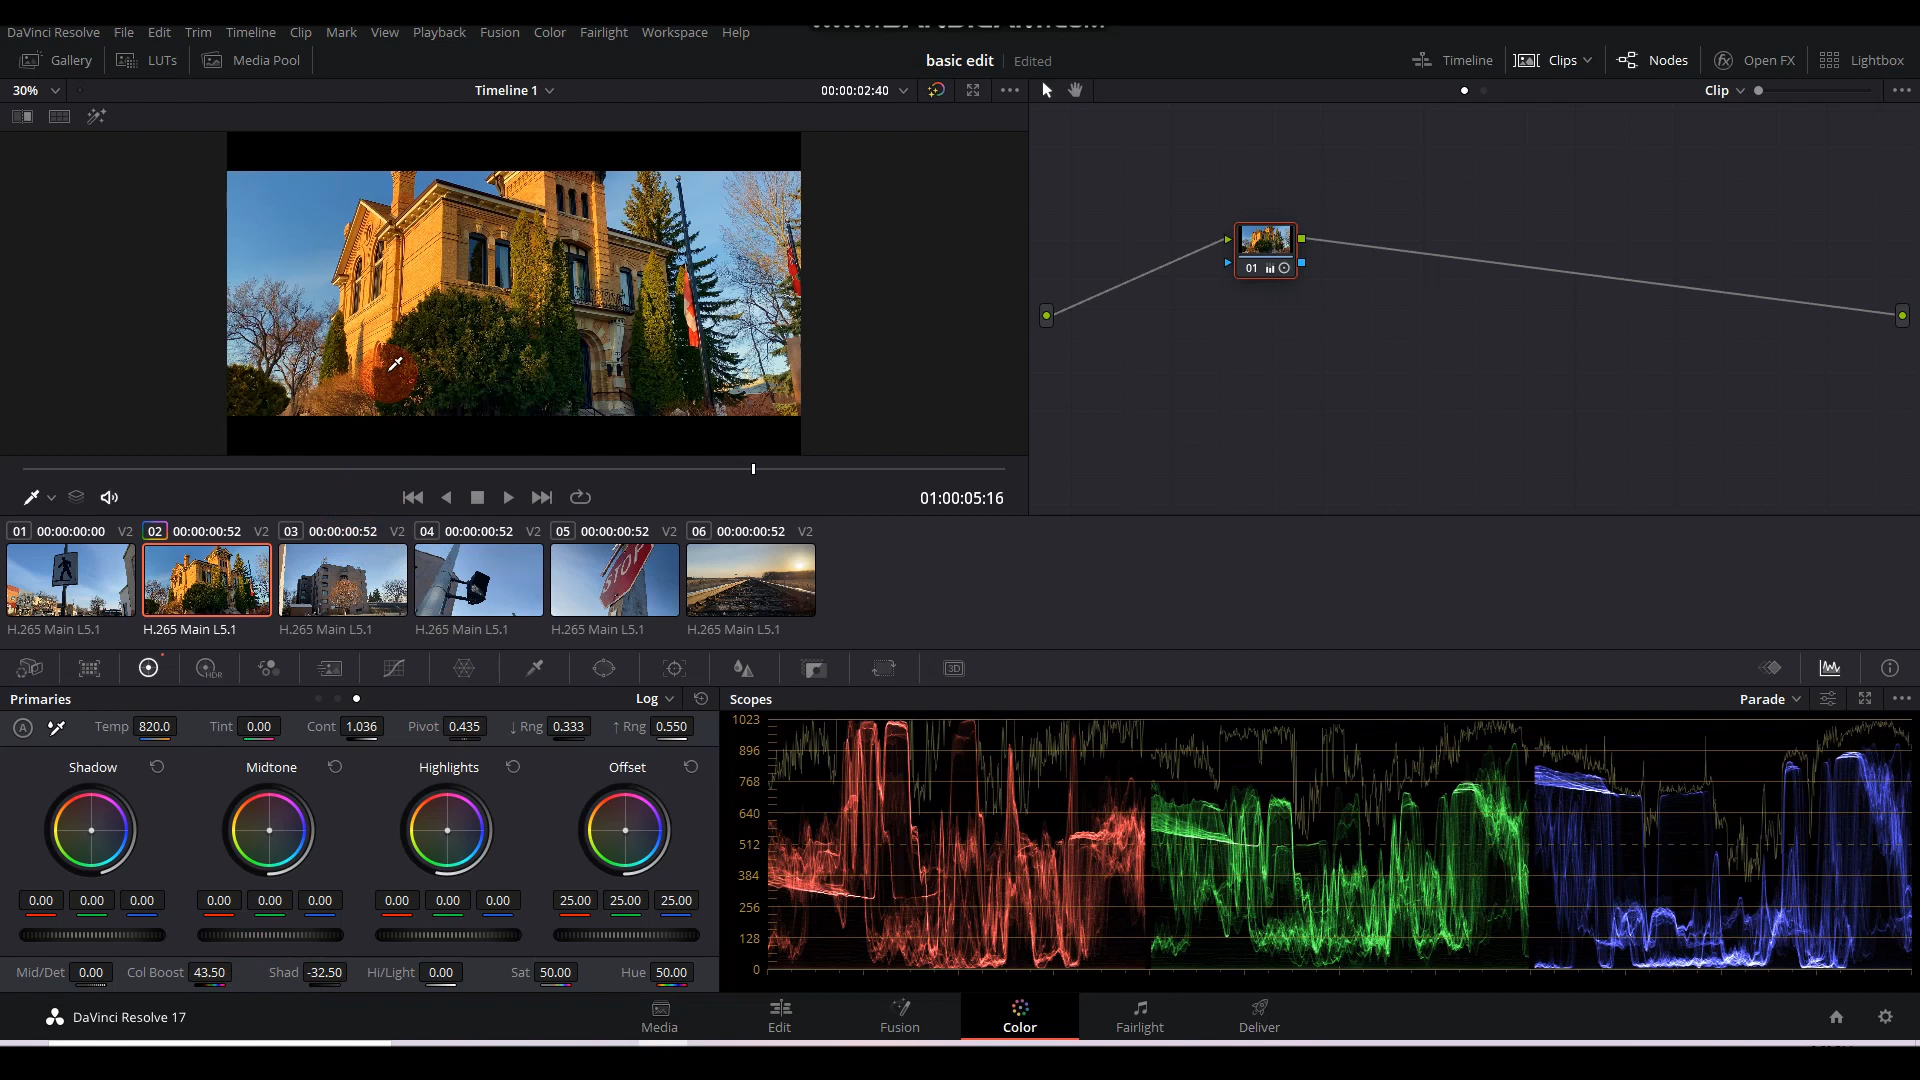 DaVinci Resolve File Edit Trim Timeline Clip Mark View Playback Fusion Color Fairlight Workspace Help
Gallery LUTs Media Pool basic edit Edited Timeline Clips Nodes Open FX Lightbox
30% Timeline 1 00:00:02:40 Clip
01:00:05:16
01 00:00:00:00 V2 02 00:00:00:52 V2 03 00:00:00:52 V2 04 00:00:00:52 V2 05 00:00:00:52 V2 06 00:00:00:52 V2
STOP
H.265 Main L5.1 H.265 Main L5.1 H.265 Main L5.1 H.265 Main L5.1 H.265 Main L5.1 H.265 Main L5.1
HDR 3D
Primaries Log Scopes Parade
A Temp 820.0 Tint 0.00 Cont 1.036 Pivot 0.435 ↓ Rng 0.333 ↑ Rng 0.550
Shadow Midtone Highlights Offset
0.00 0.00 0.00 0.00 0.00 0.00 0.00 0.00 0.00 25.00 25.00 25.00
Mid/Det 0.00 Col Boost 43.50 Shad -32.50 Hi/Light 0.00 Sat 50.00 Hue 50.00
1023
896
768
640
512
384
256
128
0
01
DaVinci Resolve 17 Media Edit Fusion Color Fairlight Deliver